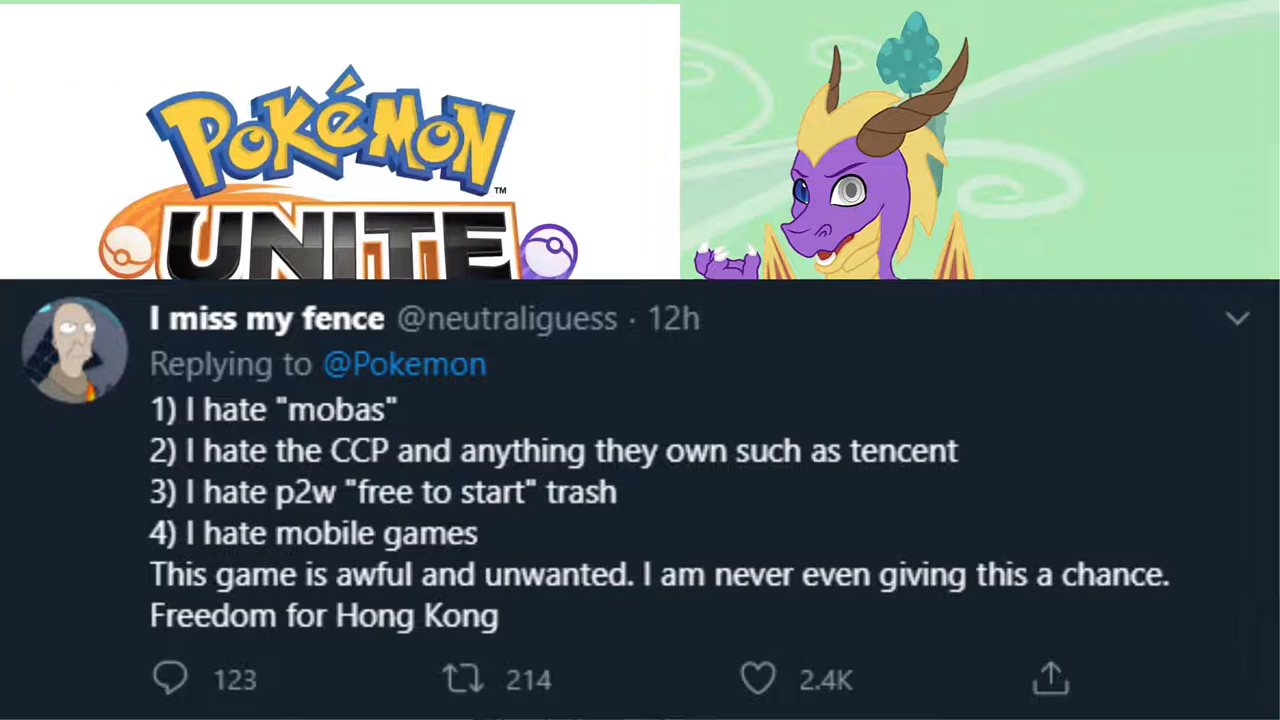 POKéMON
™
UNITE
I miss my fence @neutraliguess · 12h
Replying to @Pokemon
1) I hate "mobas"
2) I hate the CCP and anything they own such as tencent
3) I hate p2w "free to start" trash
4) I hate mobile games
This game is awful and unwanted. I am never even giving this a chance.
Freedom for Hong Kong
123 214 2.4K